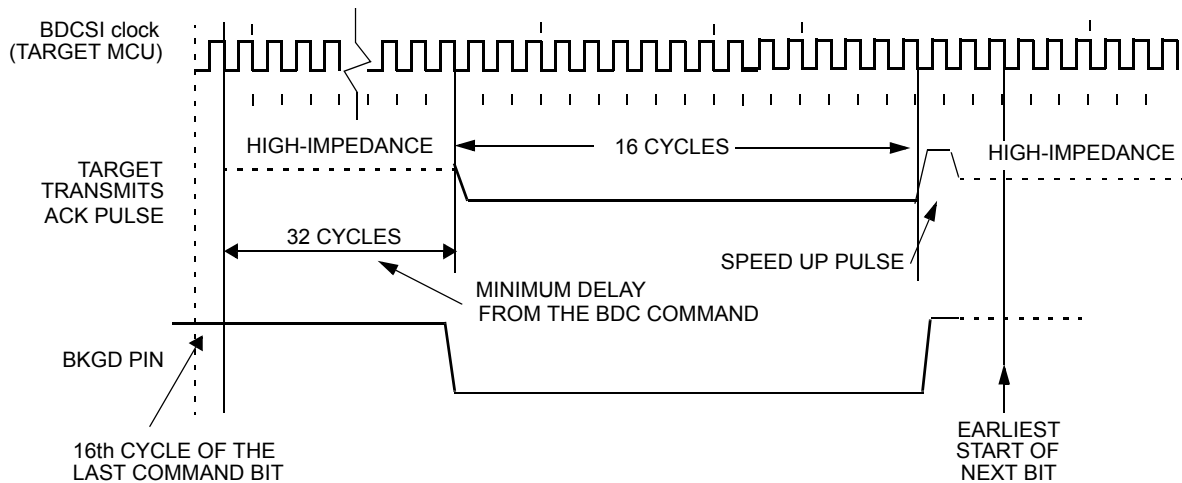 BDCSI clock
(TARGET MCU)
HIGH-IMPEDANCE
16 CYCLES
HIGH-IMPEDANCE
TARGET
TRANSMITS
ACK PULSE
32 CYCLES
SPEED UP PULSE
MINIMUM DELAY
FROM THE BDC COMMAND
BKGD PIN
16th CYCLE OF THE
LAST COMMAND BIT
EARLIEST
START OF
NEXT BIT